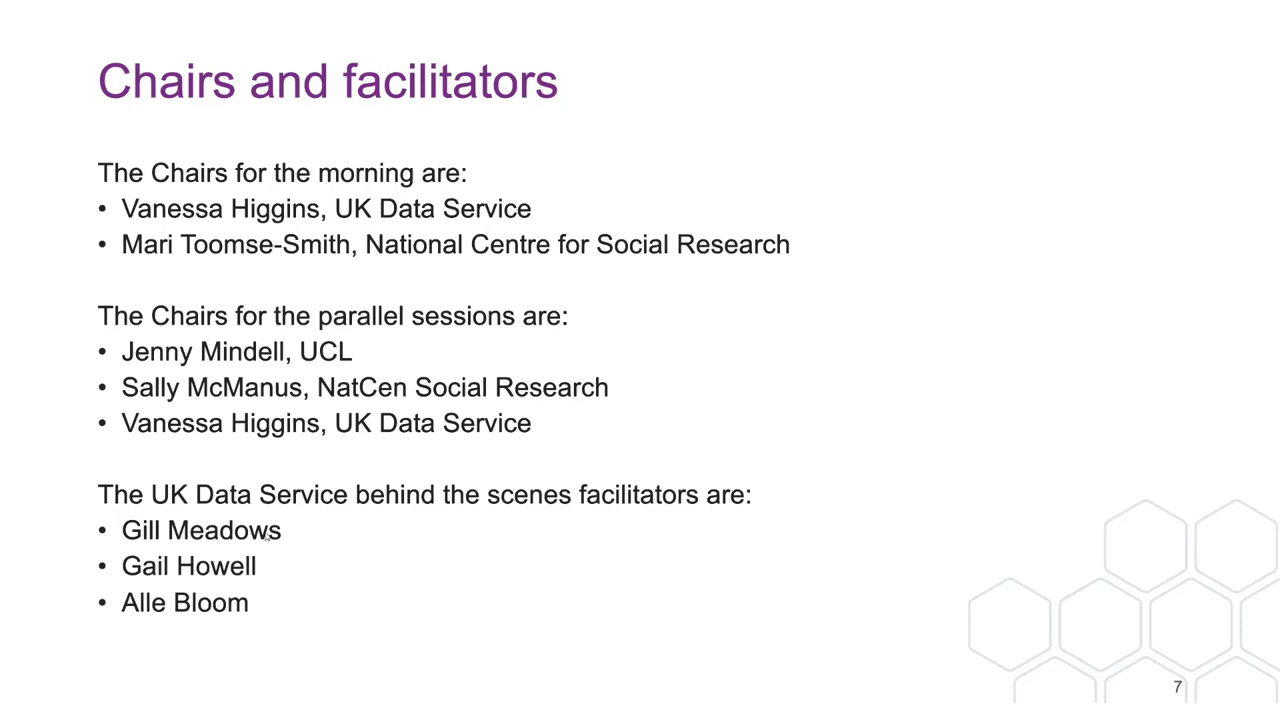 Chairs and facilitators
The Chairs for the morning are:
• Vanessa Higgins, UK Data Service
• Mari Toomse-Smith, National Centre for Social Research
The Chairs for the parallel sessions are:
• Jenny Mindell, UCL
• Sally McManus, NatCen Social Research
• Vanessa Higgins, UK Data Service
The UK Data Service behind the scenes facilitators are:
• Gill Meadows
• Gail Howell
• Alle Bloom
7